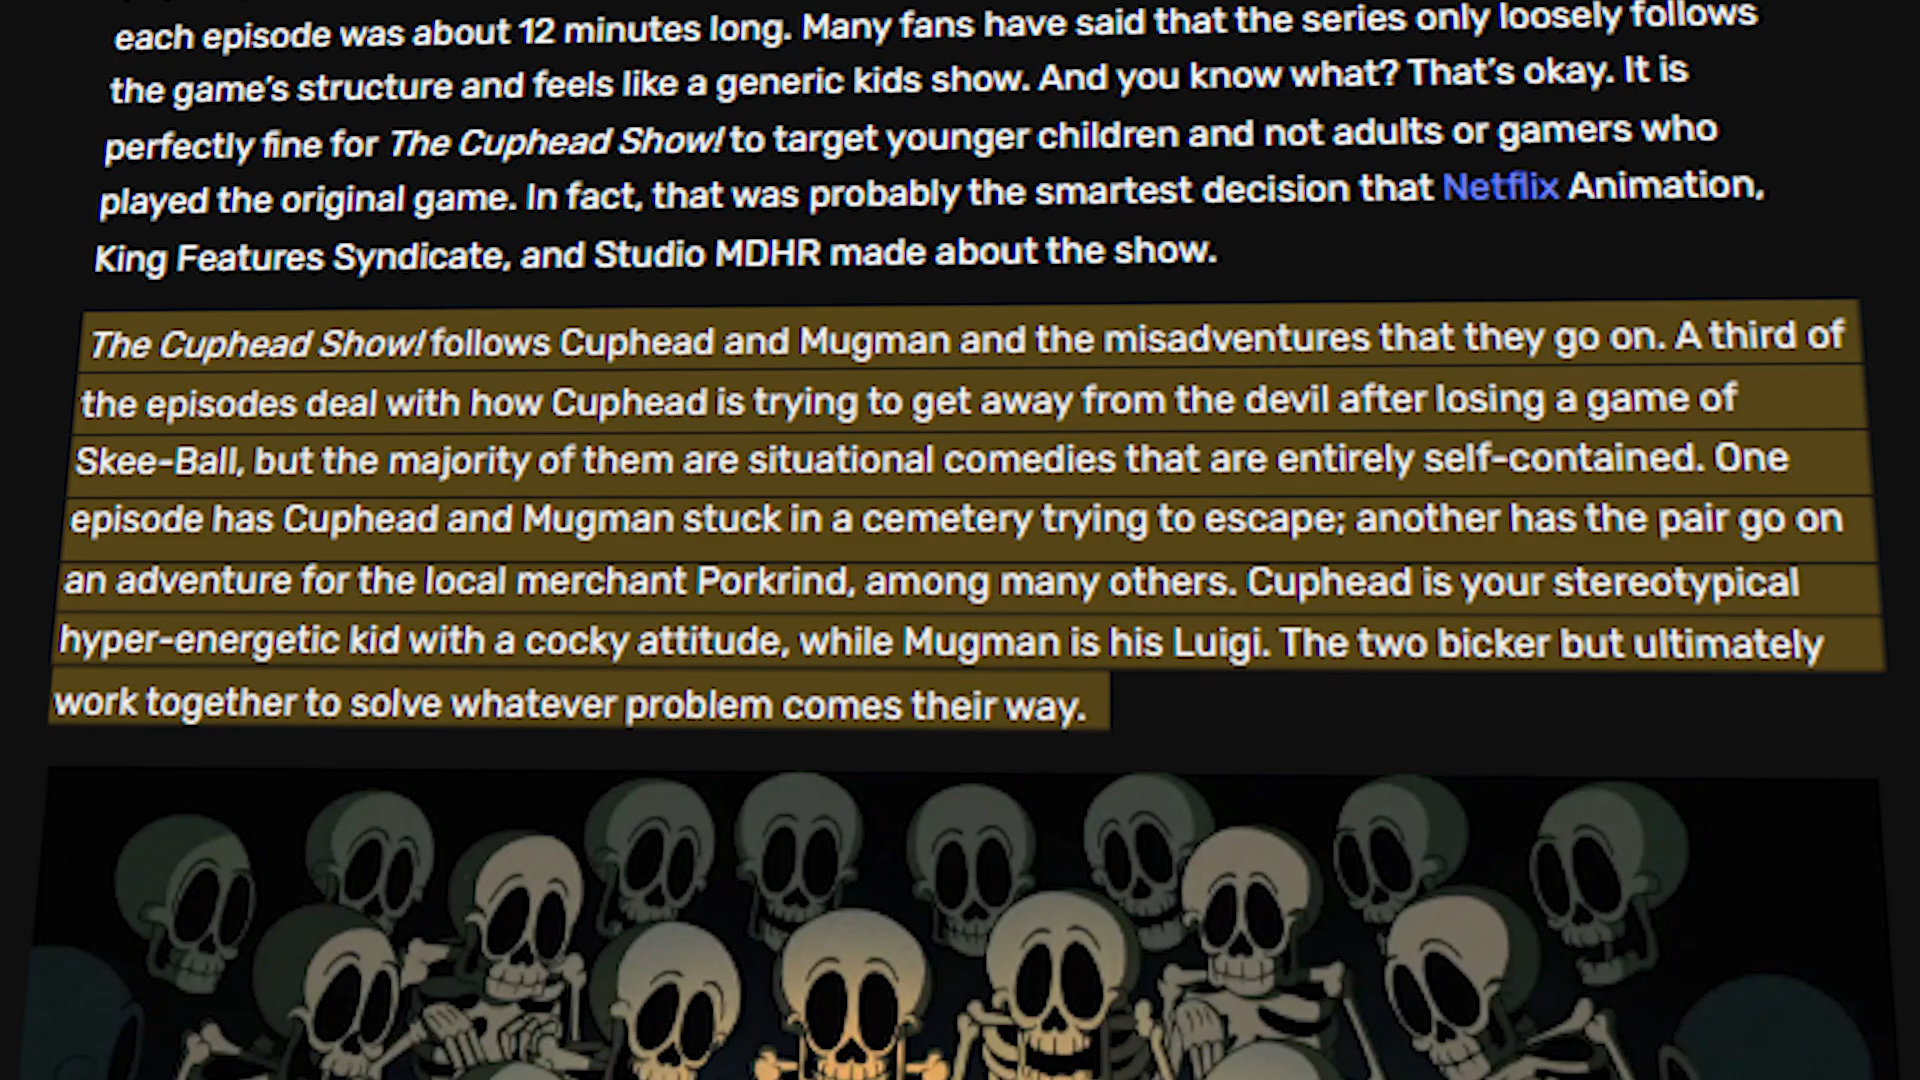 each episode was about 12 minutes long. Many fans have said that the series only loosely follows
the game's structure and feels like a generic kids show. And you know what? That's okay. It is
perfectly fine for The Cuphead Show! to target younger children and not adults or gamers who
played the original game. In fact, that was probably the smartest decision that Netflix Animation,
King Features Syndicate, and Studio MDHR made about the show.
The Cuphead Show! follows Cuphead and Mugman and the misadventures that they go on. A third of
the episodes deal with how Cuphead is trying to get away from the devil after losing a game of
Skee-Ball, but the majority of them are situational comedies that are entirely self-contained. One
episode has Cuphead and Mugman stuck in a cemetery trying to escape; another has the pair go on
an adventure for the local merchant Porkrind, among many others. Cuphead is your stereotypical
hyper-energetic kid with a cocky attitude, while Mugman is his Luigi. The two bicker but ultimately
work together to solve whatever problem comes their way.